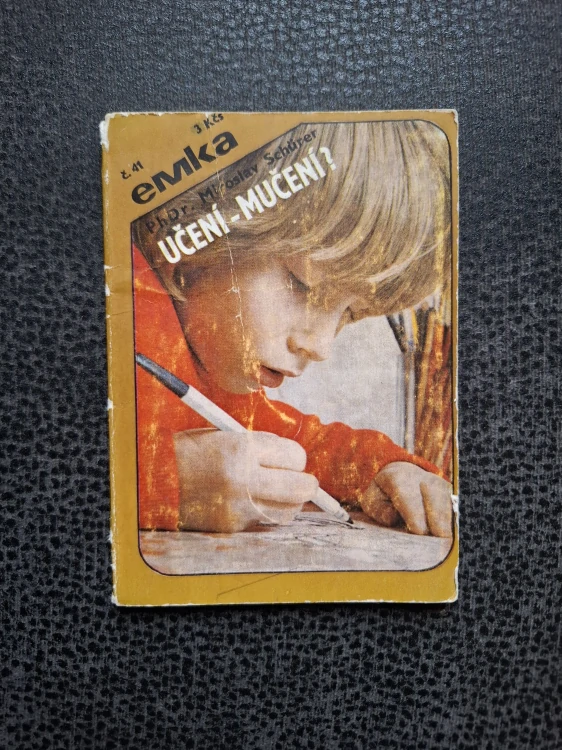 č. 41
3 Kčs
emka
PhDr. Miroslav Schürer
UČENÍ-MUČENÍ?